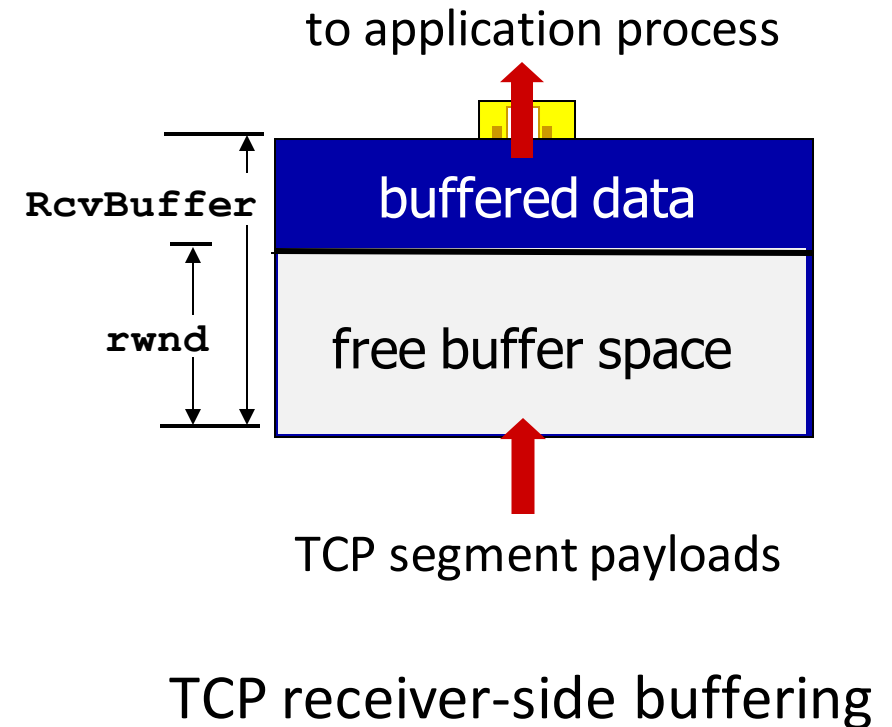 to application process
buffered data
RcvBuffer
rwnd
free buffer space
TCP segment payloads
TCP receiver-side buffering